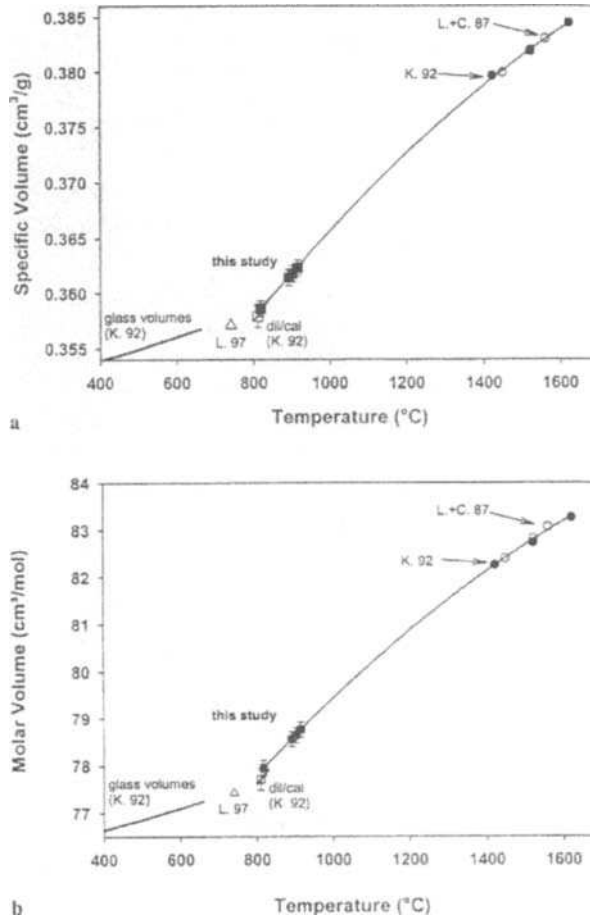 0.385
0.380
0.375
0.370
0.365
0.360
0.355
Specific Volume (cm³/g)
L.+C. 87
K. 92
this study
glass volumes
(K. 92)
L. 97
dil/cal
(K. 92)
400 600 800 1000 1200 1400 1600
Temperature (°C)
a
84
83
82
81
80
79
78
77
Molar Volume (cm³/mol)
L.+C. 87
K. 92
this study
glass volumes
(K. 92)
L. 97
dil/cal
(K 92)
400 600 800 1000 1200 1400 1600
Temperature (°C)
b